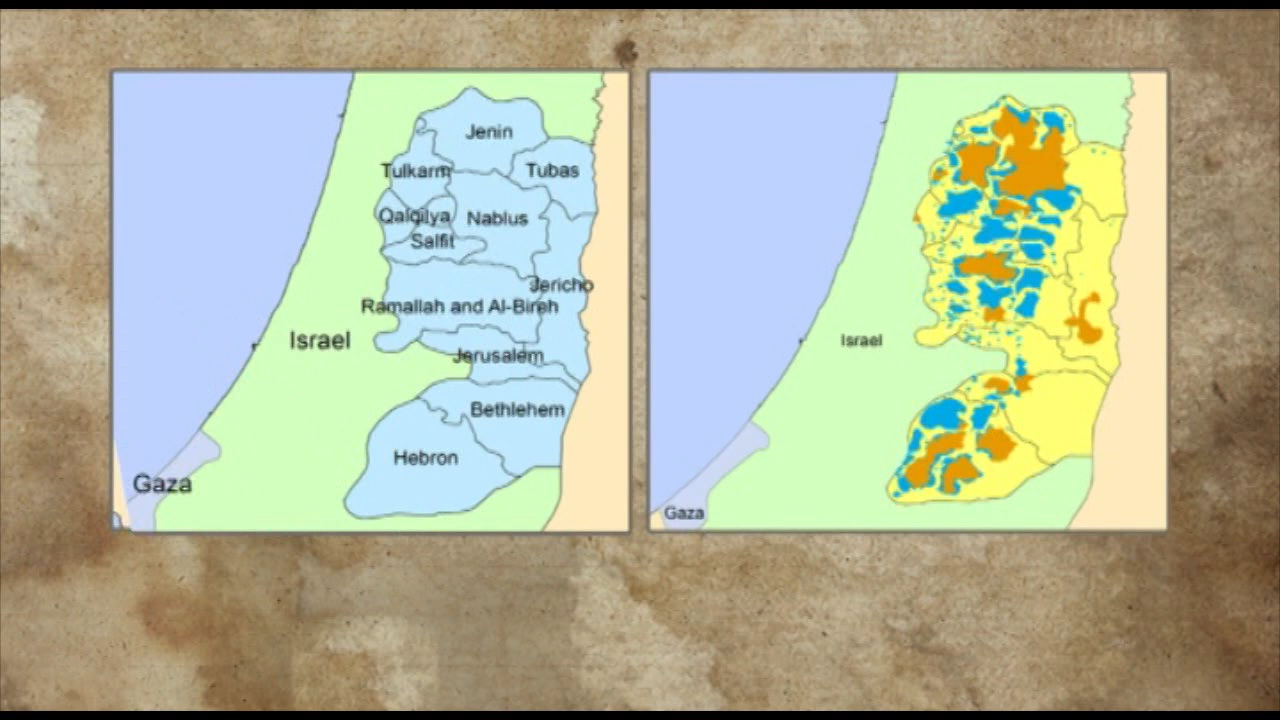 Jenin
Tulkarm
Tubas
Qalqilya
Nablus
Salfit
Jericho
Ramallah and Al-Bireh
Israel
Jerusalem
Bethlehem
Hebron
Gaza
Israel
Gaza